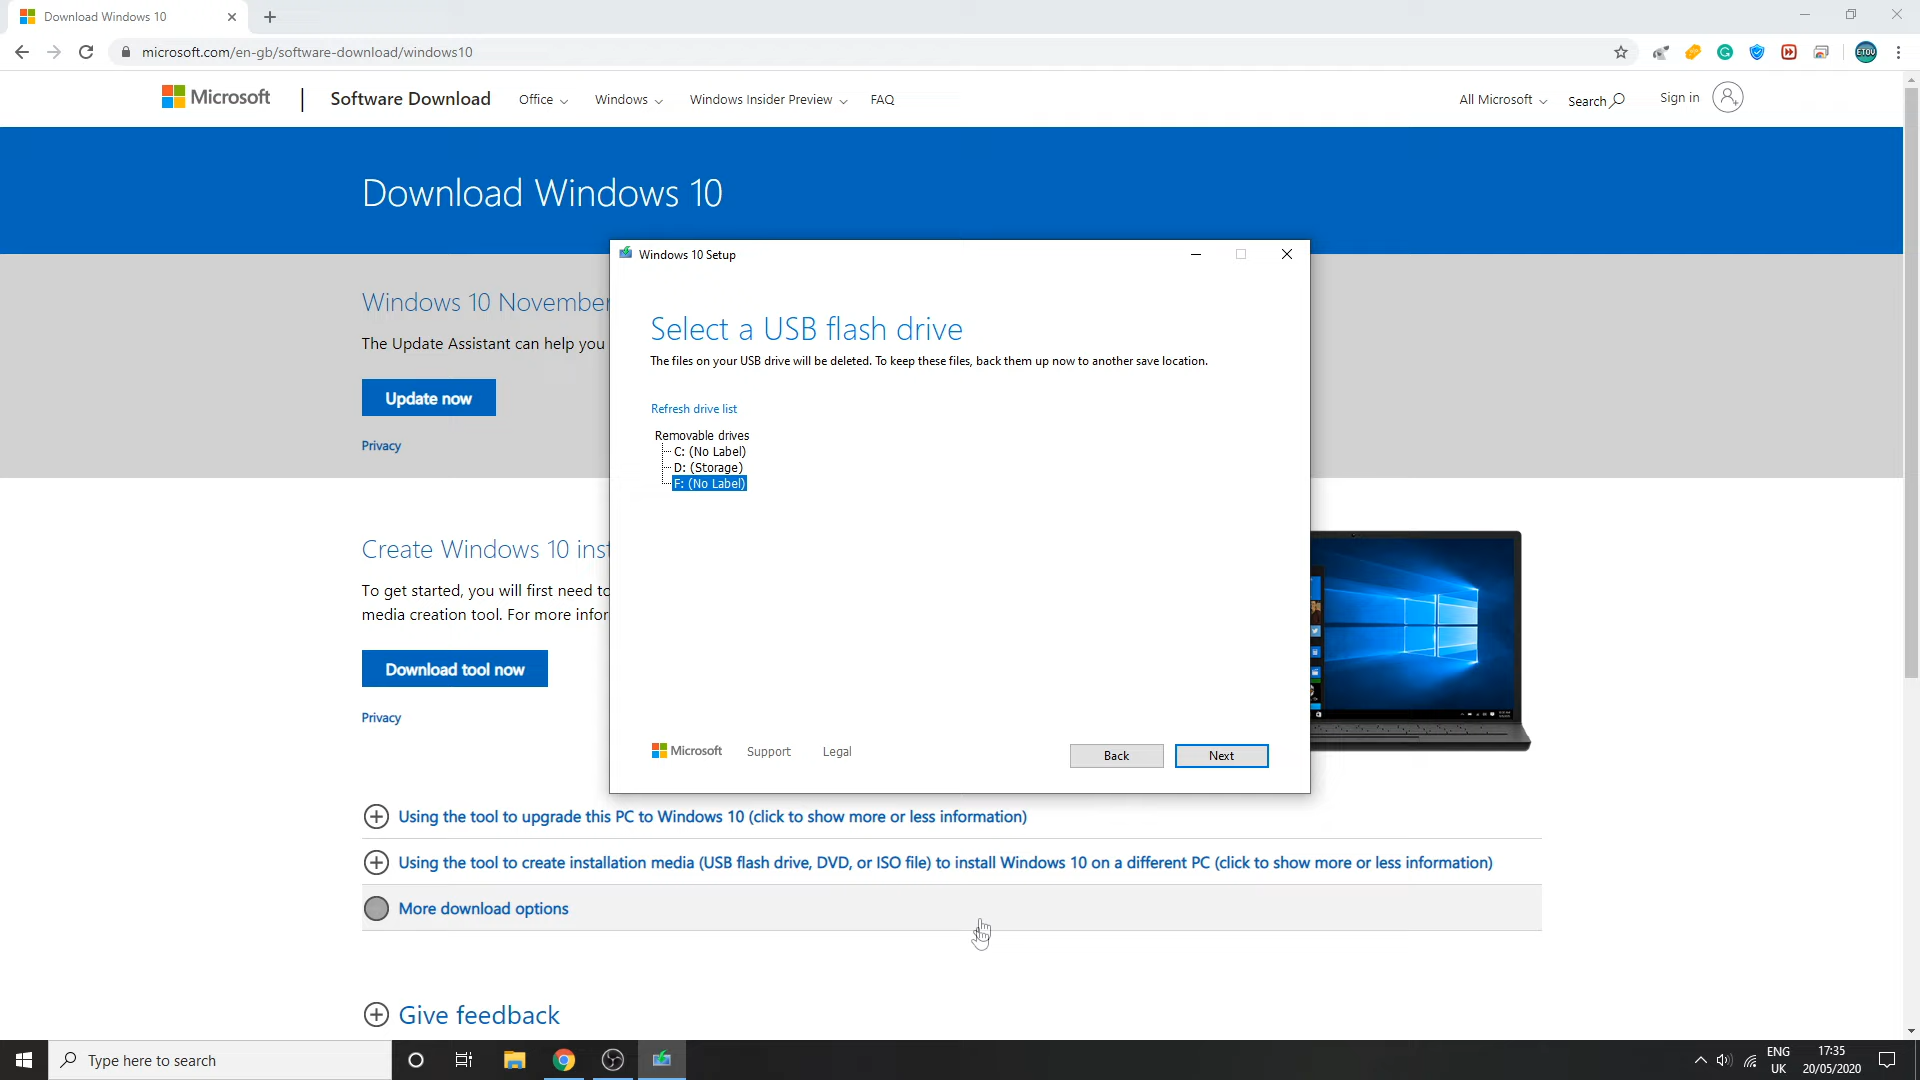 Download Windows 10
microsoft.com/en-gb/software-download/windows10
ETOV
Microsoft
Software Download
Office
Windows
Windows Insider Preview
FAQ
All Microsoft
Search
Sign in
Download Windows 10
Windows 10 November
The Update Assistant can help you
Update now
Privacy
Create Windows 10 inst
To get started, you will first need to
media creation tool. For more infor
Download tool now
Privacy
Windows 10 Setup
Select a USB flash drive
The files on your USB drive will be deleted. To keep these files, back them up now to another save location.
Refresh drive list
Removable drives
C: (No Label)
D: (Storage)
F: (No Label)
Microsoft
Support
Legal
Back
Next
Using the tool to upgrade this PC to Windows 10 (click to show more or less information)
Using the tool to create installation media (USB flash drive, DVD, or ISO file) to install Windows 10 on a different PC (click to show more or less information)
More download options
Give feedback
Type here to search
ENG
UK
17:35
20/05/2020